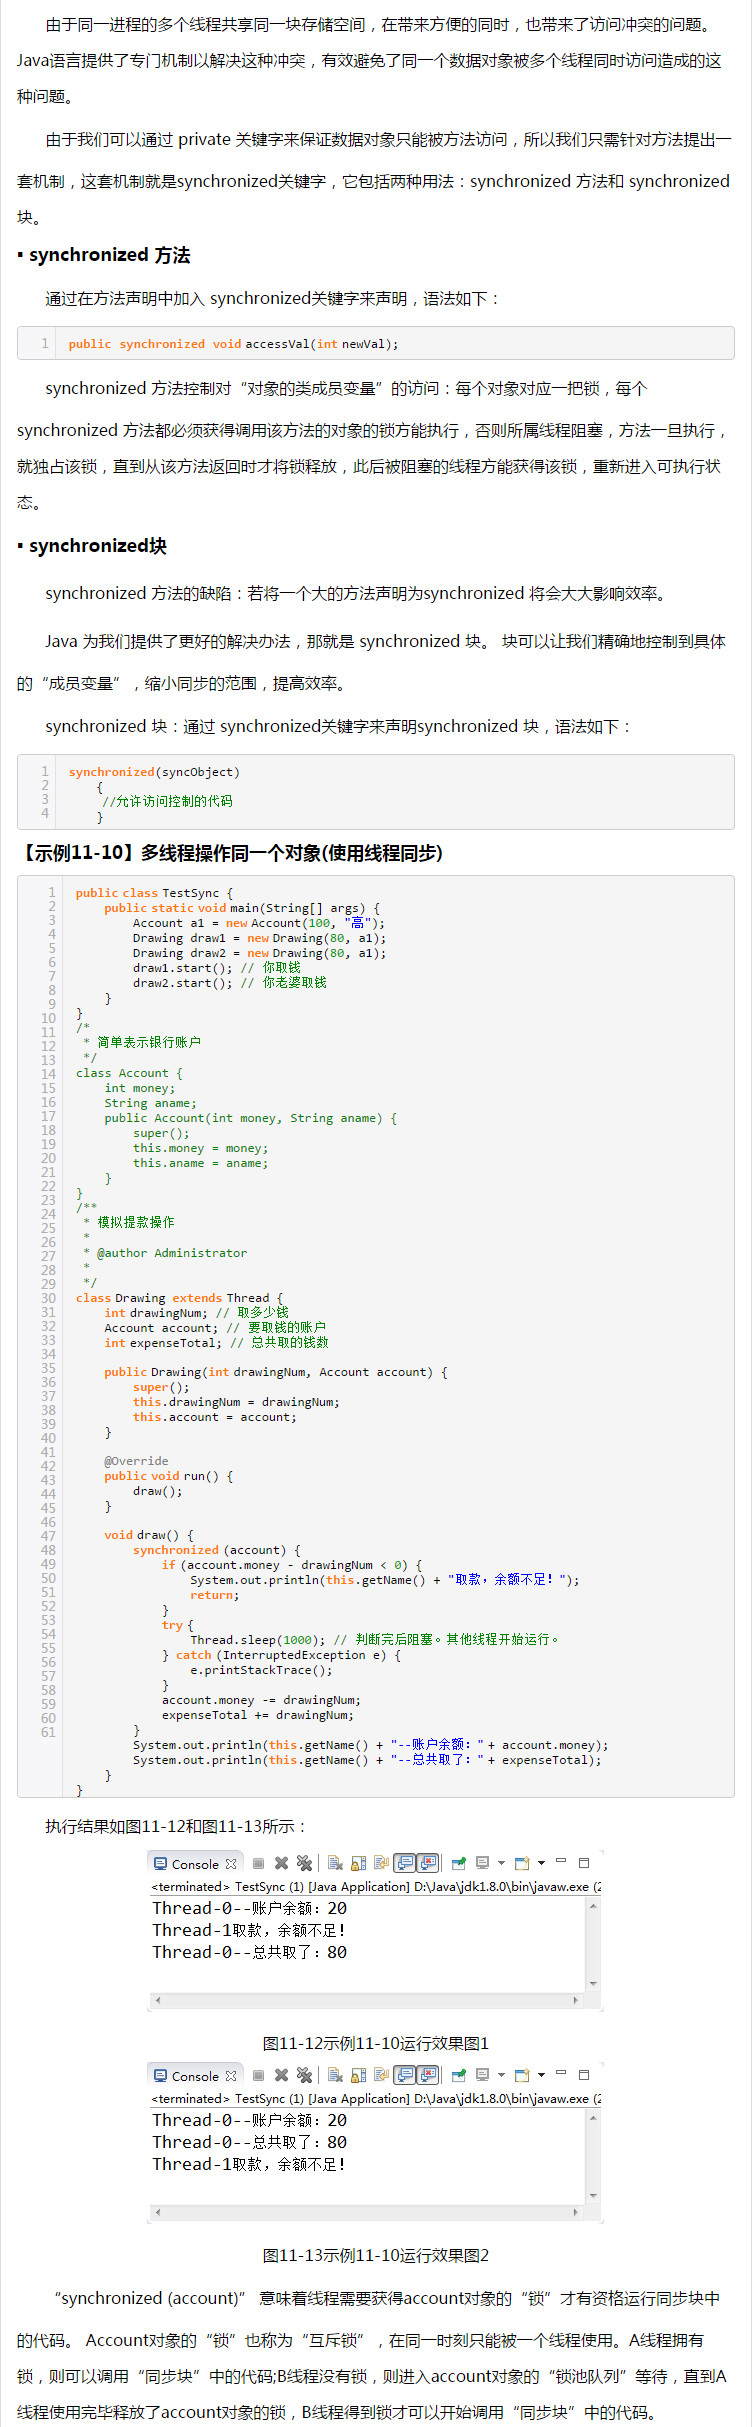 由于同一进程的多个线程共享同一块存储空间，在带来方便的同时，也带来了访问冲突的问题。
Java语言提供了专门机制以解决这种冲突，有效避免了同一个数据对象被多个线程同时访问造成的这
种问题。
由于我们可以通过 private 关键字来保证数据对象只能被方法访问，所以我们只需针对方法提出一
套机制，这套机制就是synchronized关键字，它包括两种用法：synchronized 方法和 synchronized
块。
▪ synchronized 方法
通过在方法声明中加入 synchronized关键字来声明，语法如下：
1 public synchronized void accessVal(int newVal);
synchronized 方法控制对“对象的类成员变量”的访问：每个对象对应一把锁，每个
synchronized 方法都必须获得调用该方法的对象的锁方能执行，否则所属线程阻塞，方法一旦执行，
就独占该锁，直到从该方法返回时才将锁释放，此后被阻塞的线程方能获得该锁，重新进入可执行状
态。
▪ synchronized块
synchronized 方法的缺陷：若将一个大的方法声明为synchronized 将会大大影响效率。
Java 为我们提供了更好的解决办法，那就是 synchronized 块。 块可以让我们精确地控制到具体
的“成员变量”，缩小同步的范围，提高效率。
synchronized 块：通过 synchronized关键字来声明synchronized 块，语法如下：
1 synchronized(syncObject)
2 {
3 //允许访问控制的代码
4 }
【示例11-10】多线程操作同一个对象(使用线程同步)
1 public class TestSync {
2 public static void main(String[] args) {
3 Account a1 = new Account(100, "高");
4 Drawing draw1 = new Drawing(80, a1);
5 Drawing draw2 = new Drawing(80, a1);
6 draw1.start(); // 你取钱
7 draw2.start(); // 你老婆取钱
8 }
9 }
10 /*
11 * 简单表示银行账户
12 */
13 class Account {
14 int money;
15 String aname;
16 public Account(int money, String aname) {
17 super();
18 this.money = money;
19 this.aname = aname;
20 }
21 }
22 /**
23 * 模拟提款操作
24 *
25 * @author Administrator
26 *
27 */
28 class Drawing extends Thread {
29 int drawingNum; // 取多少钱
30 Account account; // 要取钱的账户
31 int expenseTotal; // 总共取的钱数
32
33 public Drawing(int drawingNum, Account account) {
34 super();
35 this.drawingNum = drawingNum;
36 this.account = account;
37 }
38
39 @Override
40 public void run() {
41 draw();
42 }
43
44 void draw() {
45 synchronized (account) {
46 if (account.money - drawingNum < 0) {
47 System.out.println(this.getName() + "取款，余额不足！");
48 return;
49 }
50 try {
51 Thread.sleep(1000); // 判断完后阻塞。其他线程开始运行。
52 } catch (InterruptedException e) {
53 e.printStackTrace();
54 }
55 account.money -= drawingNum;
56 expenseTotal += drawingNum;
57 }
58 System.out.println(this.getName() + "--账户余额：" + account.money);
59 System.out.println(this.getName() + "--总共取了：" + expenseTotal);
60 }
61 }
执行结果如图11-12和图11-13所示：
Console
<terminated> TestSync (1) [Java Application] D:\Java\jdk1.8.0\bin\javaw.exe (2
Thread-0--账户余额：20
Thread-1取款，余额不足！
Thread-0--总共取了：80
图11-12示例11-10运行效果图1
Console
<terminated> TestSync (1) [Java Application] D:\Java\jdk1.8.0\bin\javaw.exe (2
Thread-0--账户余额：20
Thread-0--总共取了：80
Thread-1取款，余额不足！
图11-13示例11-10运行效果图2
“synchronized (account)” 意味着线程需要获得account对象的“锁”才有资格运行同步块中
的代码。 Account对象的“锁”也称为“互斥锁”，在同一时刻只能被一个线程使用。A线程拥有
锁，则可以调用“同步块”中的代码;B线程没有锁，则进入account对象的“锁池队列”等待，直到A
线程使用完毕释放了account对象的锁，B线程得到锁才可以开始调用“同步块”中的代码。